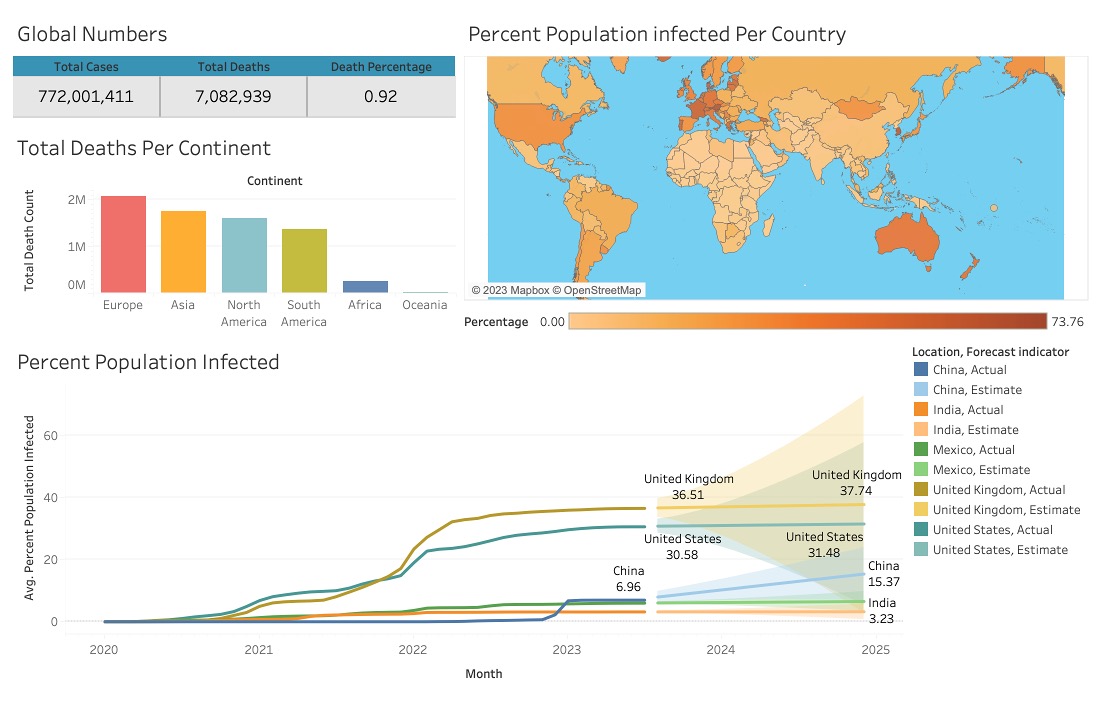 Global Numbers
Total Cases Total Deaths Death Percentage
772,001,411 7,082,939 0.92
Total Deaths Per Continent
Continent
Total Death Count
2M
1M
0M
Europe Asia North America South America Africa Oceania
Percent Population infected Per Country
© 2023 Mapbox © OpenStreetMap
Percentage 0.00 73.76
Percent Population Infected
Avg. Percent Population Infected
60
40
20
0
United Kingdom
36.51
United Kingdom
37.74
United States
30.58
United States
31.48
China
6.96
China
15.37
India
3.23
2020 2021 2022 2023 2024 2025
Month
Location, Forecast indicator
China, Actual
China, Estimate
India, Actual
India, Estimate
Mexico, Actual
Mexico, Estimate
United Kingdom, Actual
United Kingdom, Estimate
United States, Actual
United States, Estimate